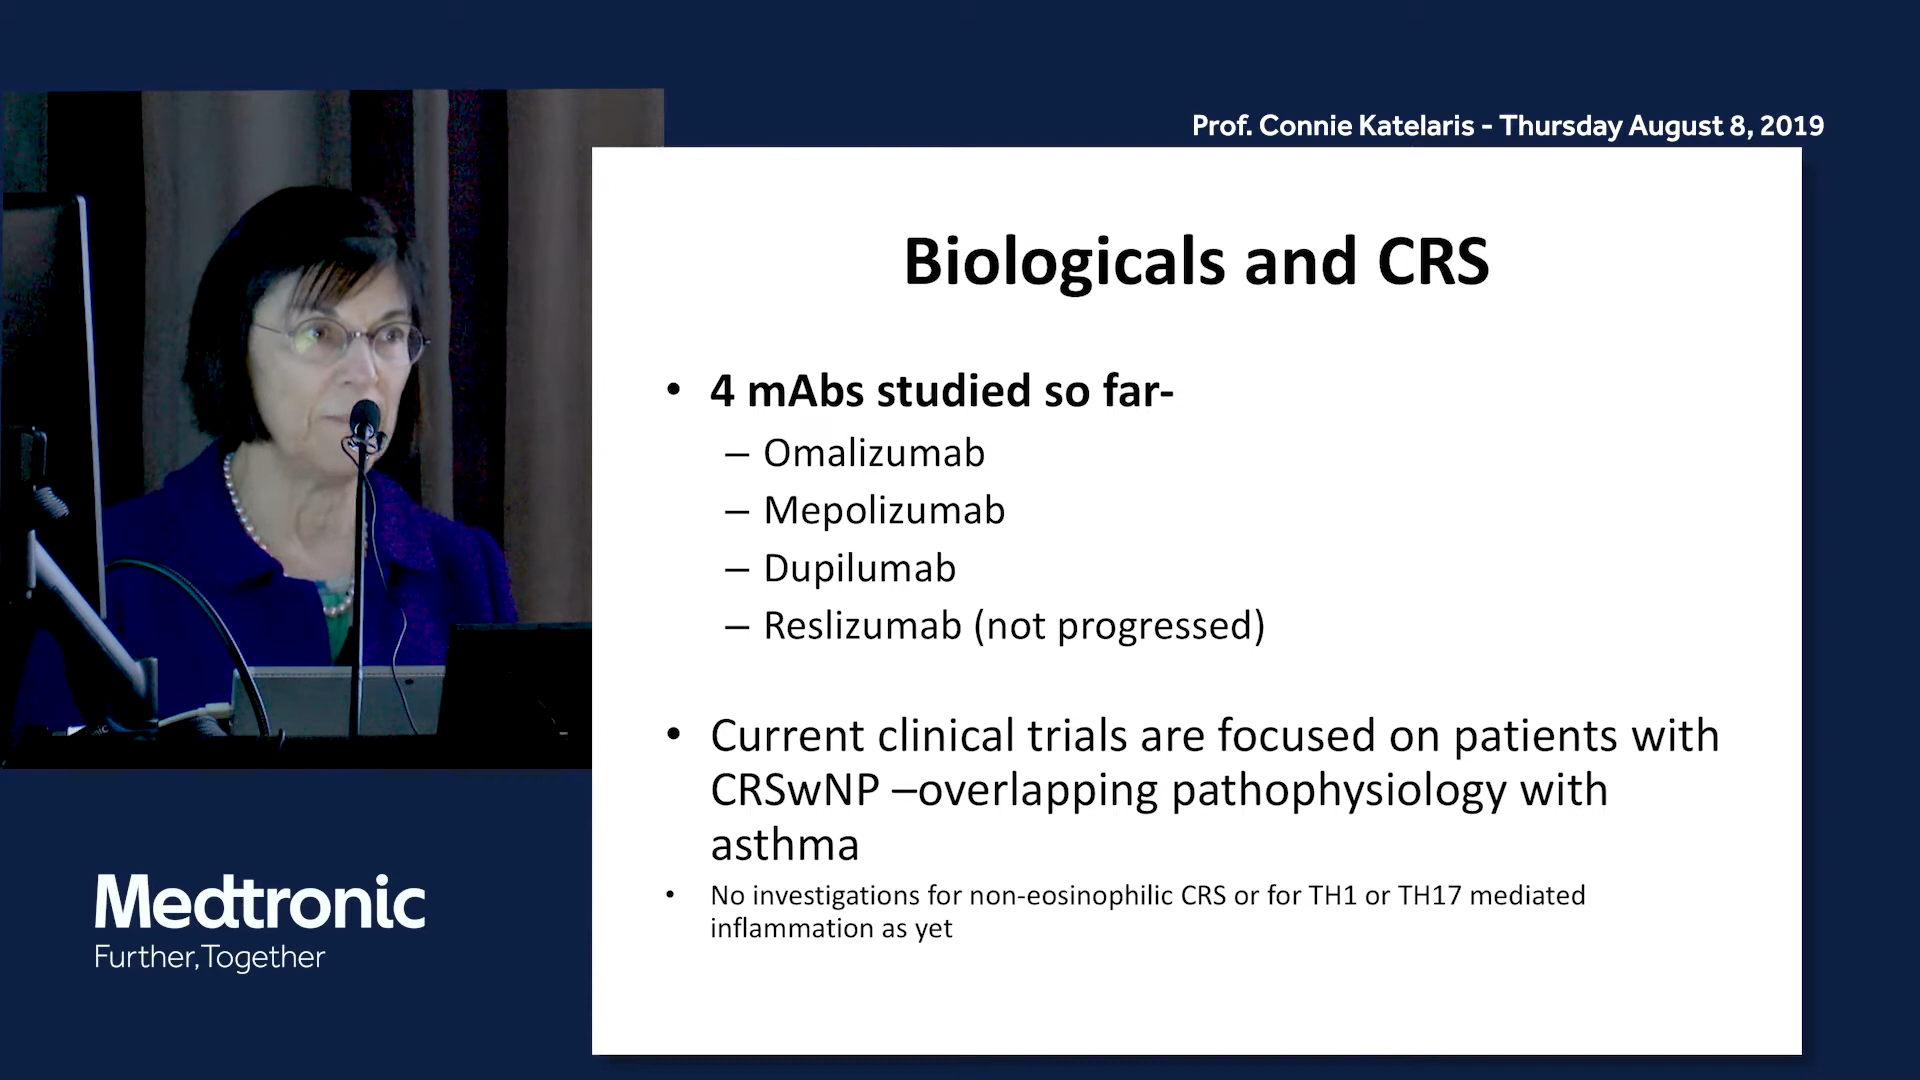 Prof. Connie Katelaris - Thursday August 8, 2019
Biologicals and CRS
• 4 mAbs studied so far-
– Omalizumab
– Mepolizumab
– Dupilumab
– Reslizumab (not progressed)
• Current clinical trials are focused on patients with
CRSwNP –overlapping pathophysiology with
asthma
• No investigations for non-eosinophilic CRS or for TH1 or TH17 mediated
inflammation as yet
Medtronic
Further, Together